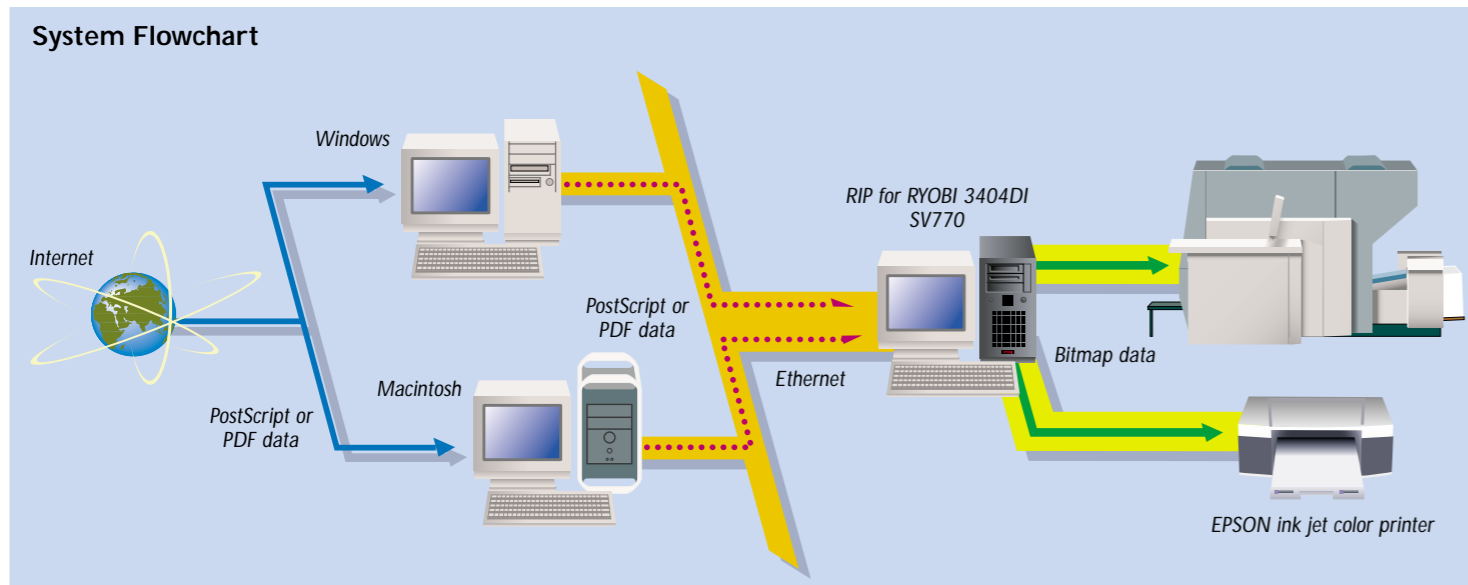 System Flowchart
Windows
Internet
RIP for RYOBI 3404DI
SV770
PostScript or
PDF data
Bitmap data
Ethernet
Macintosh
PostScript or
PDF data
EPSON ink jet color printer